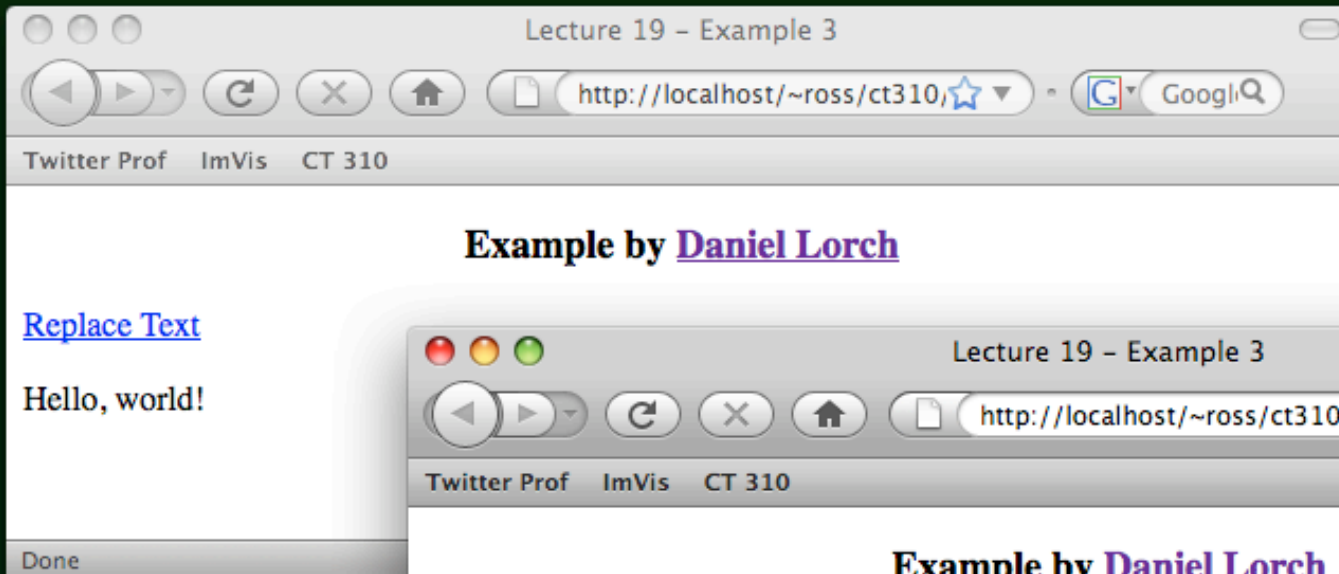 Lecture 19 – Example 3
http://localhost/~ross/ct310/ Googl
Twitter Prof ImVis CT 310
Example by Daniel Lorch
Replace Text
Hello, world!
Done
Lecture 19 – Example 3
http://localhost/~ross/ct310
Twitter Prof ImVis CT 310
Example by Daniel Lorch